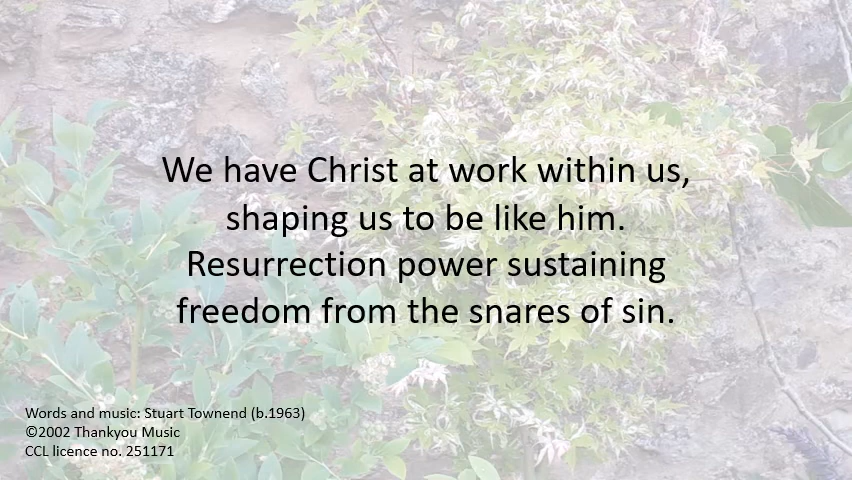 We have Christ at work within us,
shaping us to be like him.
Resurrection power sustaining
freedom from the snares of sin.
Words and music: Stuart Townend (b.1963)
©2002 Thankyou Music
CCL licence no. 251171